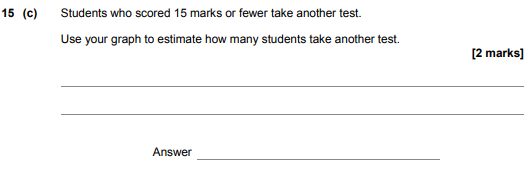 15 (c) Students who scored 15 marks or fewer take another test.
Use your graph to estimate how many students take another test.
[2 marks]
Answer